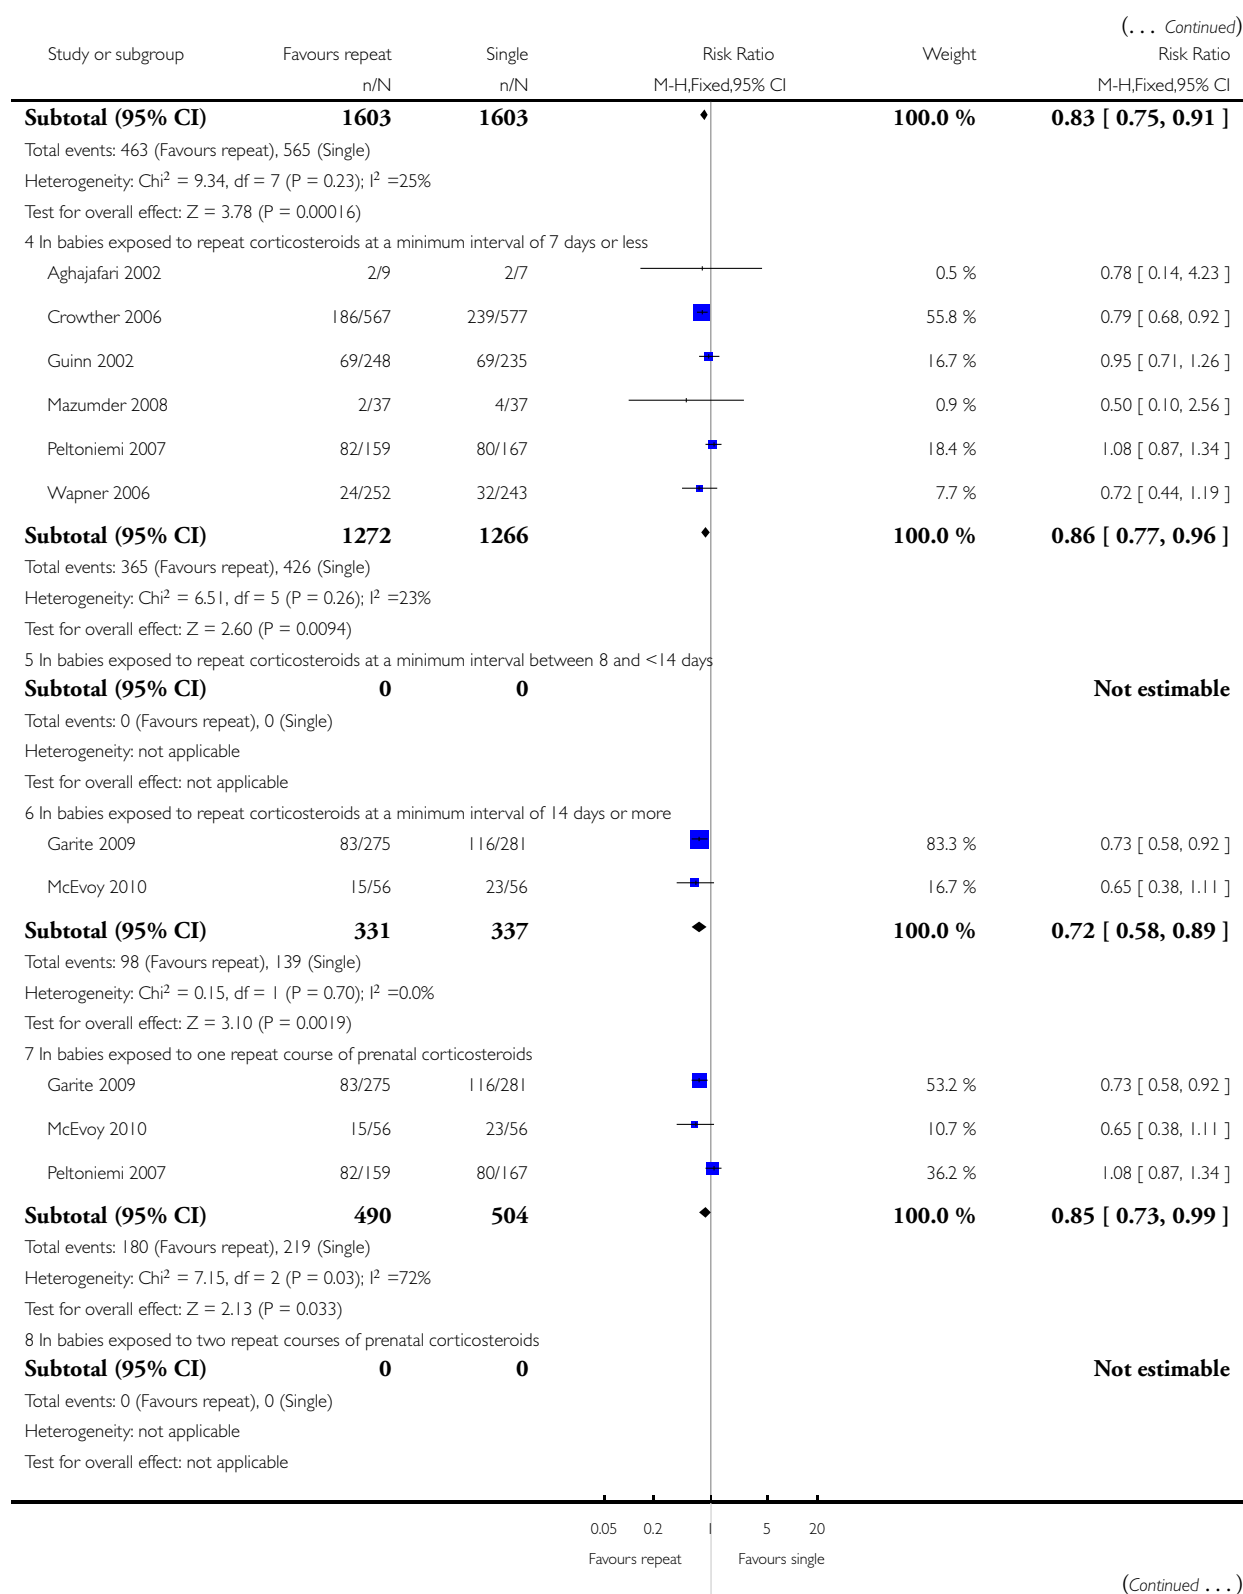 (... Continued)
Study or subgroup Favours repeat Single Risk Ratio Weight Risk Ratio
n/N n/N M-H,Fixed,95% CI M-H,Fixed,95% CI
Subtotal (95% CI) 1603 1603 100.0 % 0.83 [ 0.75, 0.91 ]
Total events: 463 (Favours repeat), 565 (Single)
Heterogeneity: Chi² = 9.34, df = 7 (P = 0.23); I² =25%
Test for overall effect: Z = 3.78 (P = 0.00016)
4 In babies exposed to repeat corticosteroids at a minimum interval of 7 days or less
Aghajafari 2002 2/9 2/7 0.5 % 0.78 [ 0.14, 4.23 ]
Crowther 2006 186/567 239/577 55.8 % 0.79 [ 0.68, 0.92 ]
Guinn 2002 69/248 69/235 16.7 % 0.95 [ 0.71, 1.26 ]
Mazumder 2008 2/37 4/37 0.9 % 0.50 [ 0.10, 2.56 ]
Peltoniemi 2007 82/159 80/167 18.4 % 1.08 [ 0.87, 1.34 ]
Wapner 2006 24/252 32/243 7.7 % 0.72 [ 0.44, 1.19 ]
Subtotal (95% CI) 1272 1266 100.0 % 0.86 [ 0.77, 0.96 ]
Total events: 365 (Favours repeat), 426 (Single)
Heterogeneity: Chi² = 6.51, df = 5 (P = 0.26); I² =23%
Test for overall effect: Z = 2.60 (P = 0.0094)
5 In babies exposed to repeat corticosteroids at a minimum interval between 8 and <14 days
Subtotal (95% CI) 0 0 Not estimable
Total events: 0 (Favours repeat), 0 (Single)
Heterogeneity: not applicable
Test for overall effect: not applicable
6 In babies exposed to repeat corticosteroids at a minimum interval of 14 days or more
Garite 2009 83/275 116/281 83.3 % 0.73 [ 0.58, 0.92 ]
McEvoy 2010 15/56 23/56 16.7 % 0.65 [ 0.38, 1.11 ]
Subtotal (95% CI) 331 337 100.0 % 0.72 [ 0.58, 0.89 ]
Total events: 98 (Favours repeat), 139 (Single)
Heterogeneity: Chi² = 0.15, df = 1 (P = 0.70); I² =0.0%
Test for overall effect: Z = 3.10 (P = 0.0019)
7 In babies exposed to one repeat course of prenatal corticosteroids
Garite 2009 83/275 116/281 53.2 % 0.73 [ 0.58, 0.92 ]
McEvoy 2010 15/56 23/56 10.7 % 0.65 [ 0.38, 1.11 ]
Peltoniemi 2007 82/159 80/167 36.2 % 1.08 [ 0.87, 1.34 ]
Subtotal (95% CI) 490 504 100.0 % 0.85 [ 0.73, 0.99 ]
Total events: 180 (Favours repeat), 219 (Single)
Heterogeneity: Chi² = 7.15, df = 2 (P = 0.03); I² =72%
Test for overall effect: Z = 2.13 (P = 0.033)
8 In babies exposed to two repeat courses of prenatal corticosteroids
Subtotal (95% CI) 0 0 Not estimable
Total events: 0 (Favours repeat), 0 (Single)
Heterogeneity: not applicable
Test for overall effect: not applicable
0.05 0.2 1 5 20
Favours repeat Favours single
(Continued ...)